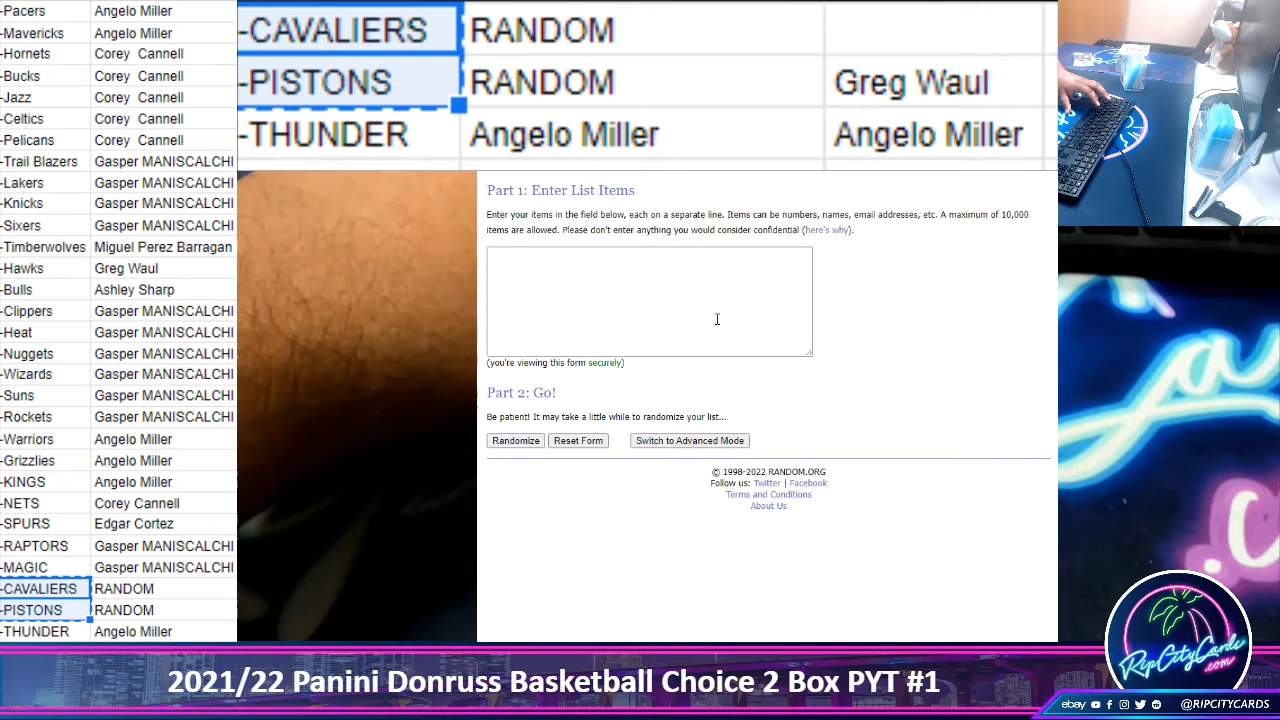 -Pacers Angelo Miller
-Mavericks Angelo Miller
-Hornets Corey Cannell
-Bucks Corey Cannell
-Jazz Corey Cannell
-Celtics Corey Cannell
-Pelicans Corey Cannell
-Trail Blazers Gasper MANISCALCHI
-Lakers Gasper MANISCALCHI
-Knicks Gasper MANISCALCHI
-Sixers Gasper MANISCALCHI
-Timberwolves Miguel Perez Barragan
-Hawks Greg Waul
-Bulls Ashley Sharp
-Clippers Gasper MANISCALCHI
-Heat Gasper MANISCALCHI
-Nuggets Gasper MANISCALCHI
-Wizards Gasper MANISCALCHI
-Suns Gasper MANISCALCHI
-Rockets Gasper MANISCALCHI
-Warriors Angelo Miller
-Grizzlies Angelo Miller
-KINGS Angelo Miller
-NETS Corey Cannell
-SPURS Edgar Cortez
-RAPTORS Gasper MANISCALCHI
-MAGIC Gasper MANISCALCHI
-CAVALIERS RANDOM
-PISTONS RANDOM
-THUNDER Angelo Miller
-CAVALIERS RANDOM
-PISTONS RANDOM Greg Waul
-THUNDER Angelo Miller Angelo Miller
Part 1: Enter List Items
Enter your items in the field below, each on a separate line. Items can be numbers, names, email addresses, etc. A maximum of 10,000
items are allowed. Please don't enter anything you would consider confidential (here's why).
(you're viewing this form securely)
Part 2: Go!
Be patient! It may take a little while to randomize your list...
Randomize Reset Form Switch to Advanced Mode
© 1998-2022 RANDOM.ORG
Follow us: Twitter | Facebook
Terms and Conditions
About Us
RipCityCards
.com
2021/22 Panini Donruss Basketball Choice 2 Box PYT #1
ebay @RIPCITYCARDS